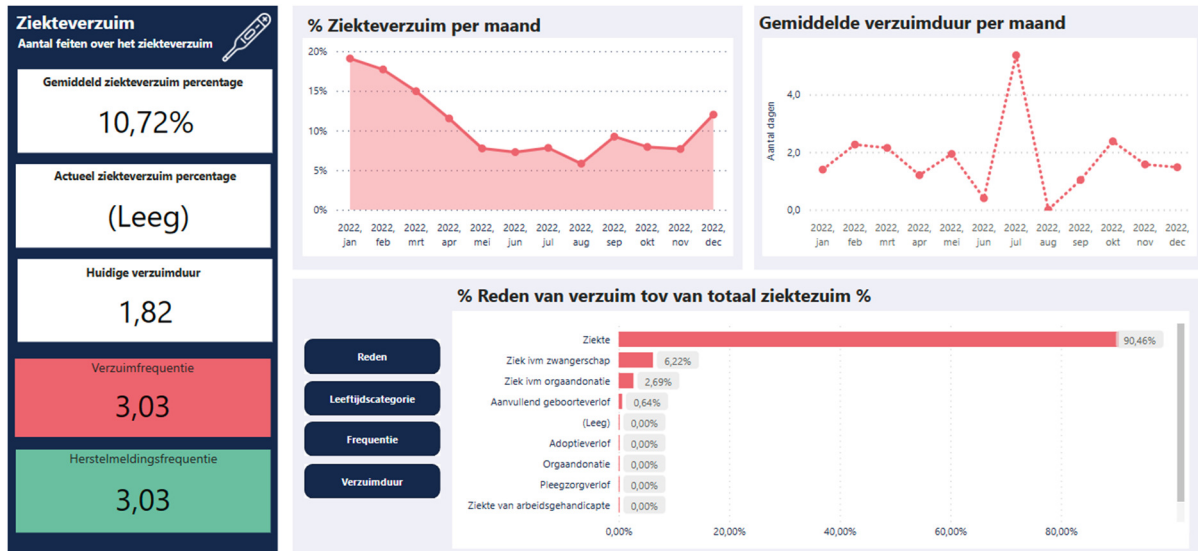 Ziekteverzuim
Aantal feiten over het ziekteverzuim
Gemiddeld ziekteverzuim percentage
10,72%
Actueel ziekteverzuim percentage
(Leeg)
Huidige verzuimduur
1,82
Verzuimfrequentie
3,03
Herstelmeldingsfrequentie
3,03
% Ziekteverzuim per maand
20%
15%
10%
5%
0%
2022, 2022, 2022, 2022, 2022, 2022, 2022, 2022, 2022, 2022, 2022, 2022,
jan feb mrt apr mei jun jul aug sep okt nov dec
Gemiddelde verzuimduur per maand
Aantal dagen
4,0
2,0
0,0
2022, 2022, 2022, 2022, 2022, 2022, 2022, 2022, 2022, 2022, 2022, 2022,
jan feb mrt apr mei jun jul aug sep okt nov dec
% Reden van verzuim tov van totaal ziektezuim %
Reden
Leeftijdscategorie
Frequentie
Verzuimduur
Ziekte 90,46%
Ziek ivm zwangerschap 6,22%
Ziek ivm orgaandonatie 2,69%
Aanvullend geboorteverlof 0,64%
(Leeg) 0,00%
Adoptieverlof 0,00%
Orgaandonatie 0,00%
Pleegzorgverlof 0,00%
Ziekte van arbeidsgehandicapte 0,00%
0,00% 20,00% 40,00% 60,00% 80,00%